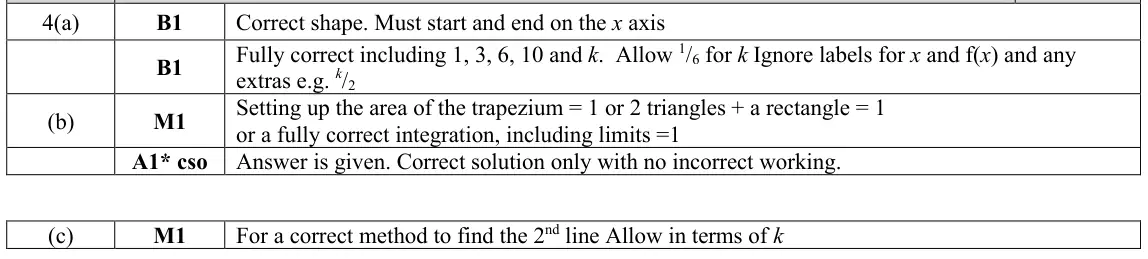 4(a) B1 Correct shape. Must start and end on the x axis
B1 Fully correct including 1, 3, 6, 10 and k. Allow 1/6 for k Ignore labels for x and f(x) and any
extras e.g. k/2
(b) M1 Setting up the area of the trapezium = 1 or 2 triangles + a rectangle = 1
or a fully correct integration, including limits =1
A1* cso Answer is given. Correct solution only with no incorrect working.
(c) M1 For a correct method to find the 2nd line Allow in terms of k